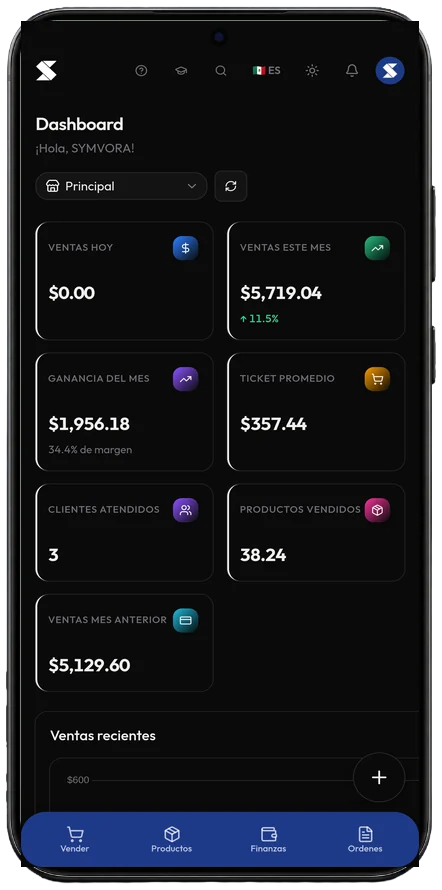 ES
Dashboard
¡Hola, SYMVORA!
Principal
VENTAS HOY
$0.00
VENTAS ESTE MES
$5,719.04
↑ 11.5%
GANANCIA DEL MES
$1,956.18
34.4% de margen
TICKET PROMEDIO
$357.44
CLIENTES ATENDIDOS
3
PRODUCTOS VENDIDOS
38.24
VENTAS MES ANTERIOR
$5,129.60
Ventas recientes
$600
Vender
Productos
Finanzas
Ordenes